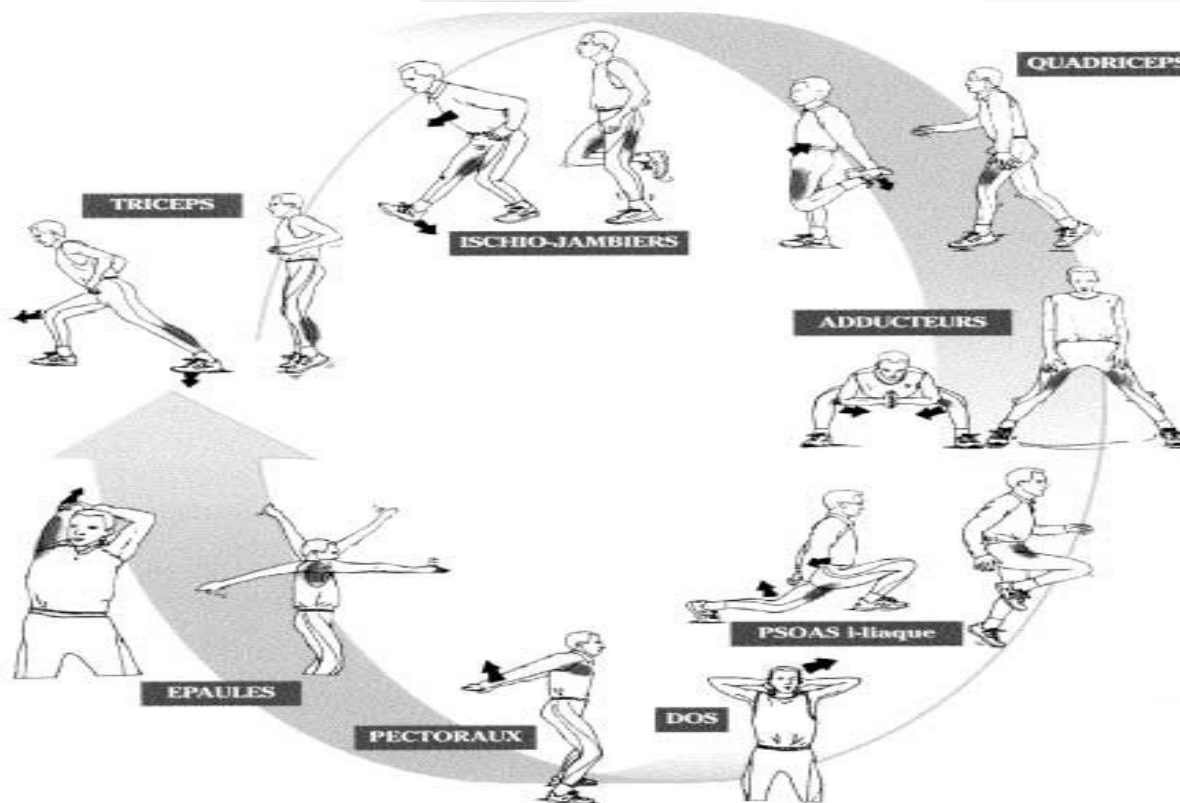 QUADRICEPS
TRICEPS
ISCHIO-JAMBIERS
ADDUCTEURS
PSOAS i-liaque
EPAULES
DOS
PECTORAUX